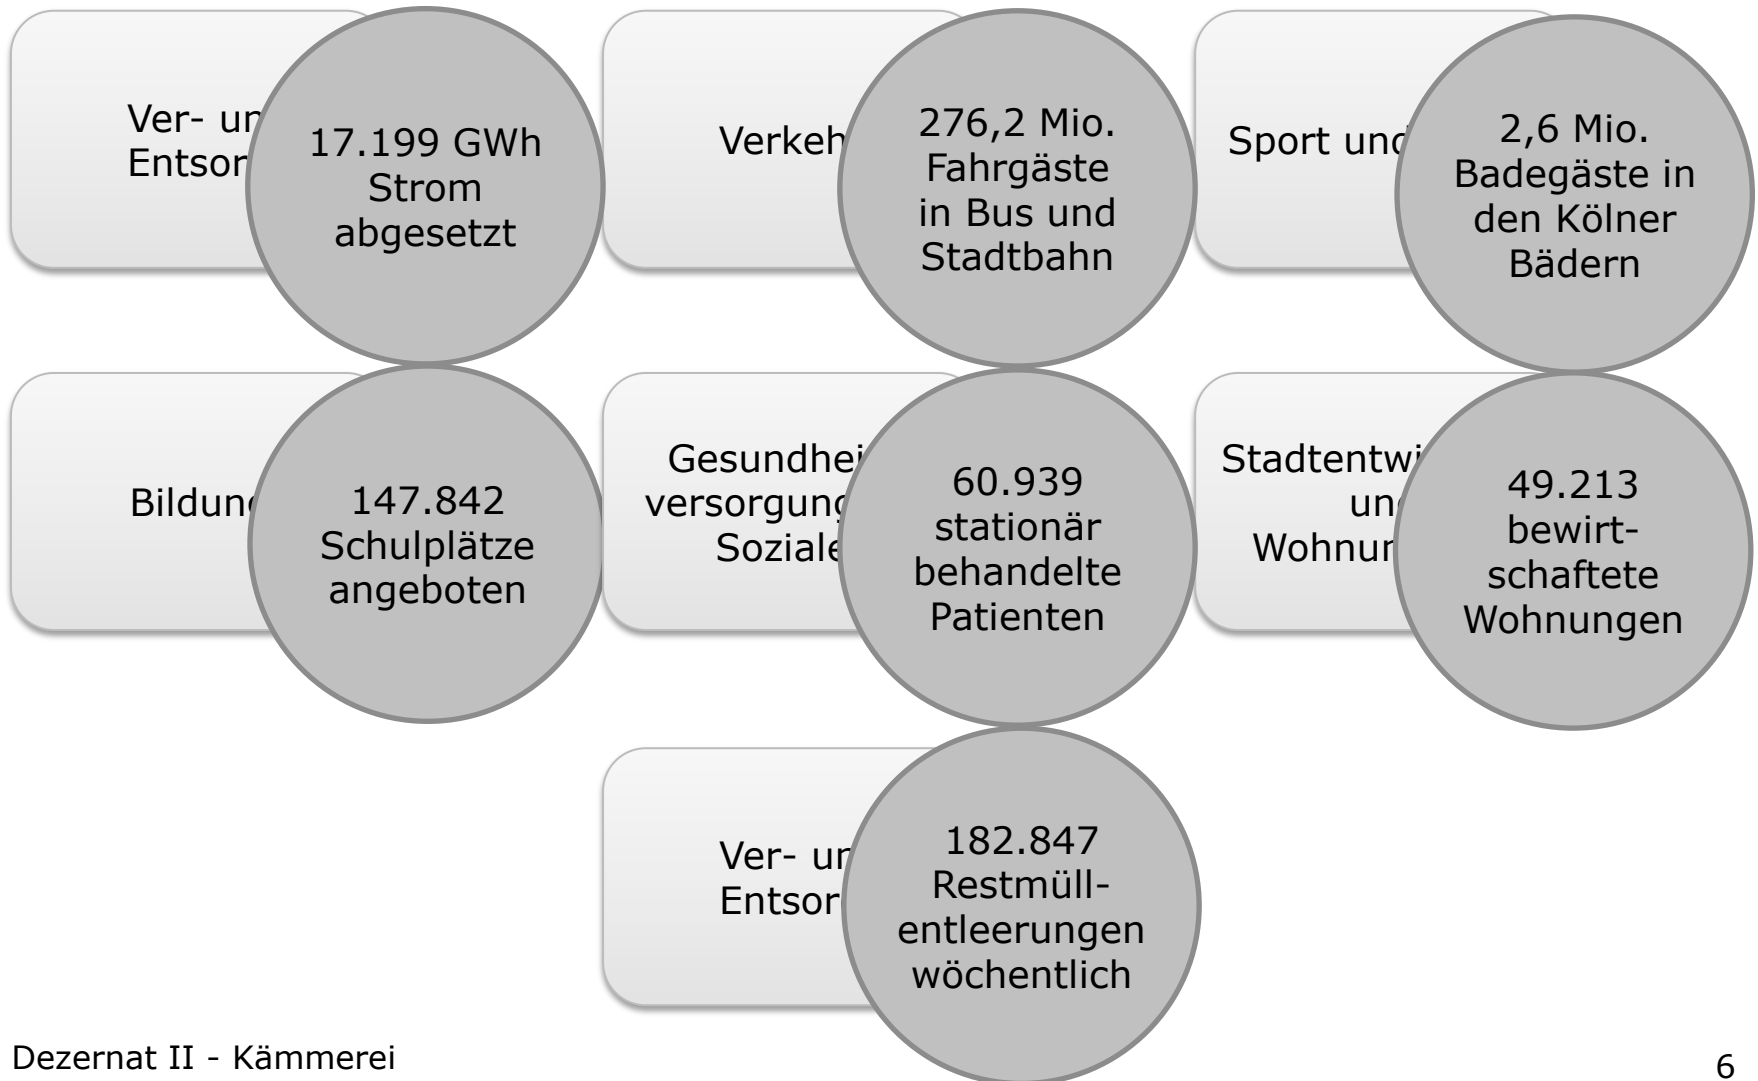 Ver- un
Entsor
17.199 GWh
Strom
abgesetzt
Verkeh
276,2 Mio.
Fahrgäste
in Bus und
Stadtbahn
Sport und
2,6 Mio.
Badegäste in
den Kölner
Bädern
Bildung
147.842
Schulplätze
angeboten
Gesundhei
versorgung
Soziale
60.939
stationär
behandelte
Patienten
Stadtentwi
und
Wohnun
49.213
bewirt-
schaftete
Wohnungen
Ver- un
Entsor
182.847
Restmüll-
entleerungen
wöchentlich
Dezernat II - Kämmerei
6